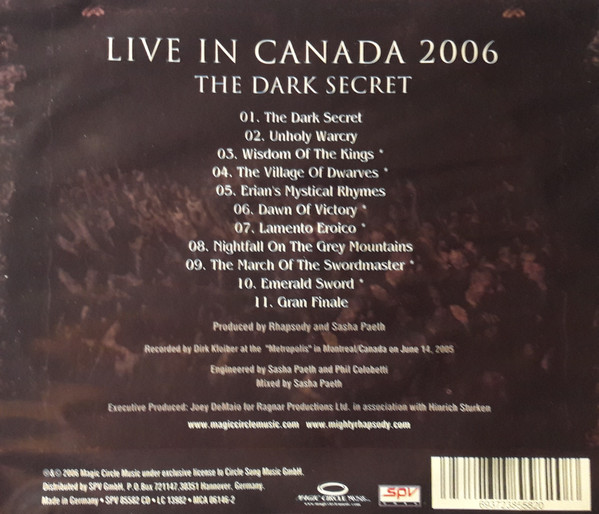 LIVE IN CANADA 2006
THE DARK SECRET
01. The Dark Secret
02. Unholy Warcry
03. Wisdom Of The Kings *
04. The Village Of Dwarves *
05. Erian's Mystical Rhymes
06. Dawn Of Victory *
07. Lamento Eroico *
08. Nightfall On The Grey Mountains
09. The March Of The Swordmaster *
10. Emerald Sword *
11. Gran Finale
Produced by Rhapsody and Sasha Paeth
Recorded by Dirk Kloiber at the "Metropolis" in Montreal/Canada on June 14, 2005
Engineered by Sasha Paeth and Phil Colobetti
Mixed by Sasha Paeth
Executive Produced: Joey DeMaio for Ragnar Productions Ltd. in association with Hinrich Stürken
www.magiccirclemusic.com www.mightyrhapsody.com
℗&© 2006 Magic Circle Music under exclusive license to Circle Song Music GmbH.
Distributed by SPV GmbH, P.O.Box 721147,30351 Hannover, Germany.
Made in Germany • SPV 85582 CD • LC 13982 • MCA 06146-2
MAGIC CIRCLE MUSIC
SPV
693723855820